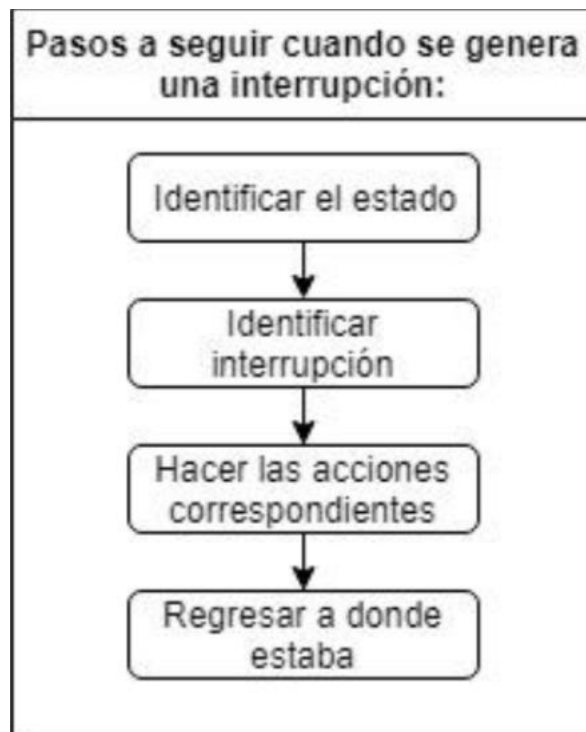 Pasos a seguir cuando se genera
una interrupción:
Identificar el estado
Identificar
interrupción
Hacer las acciones
correspondientes
Regresar a donde
estaba